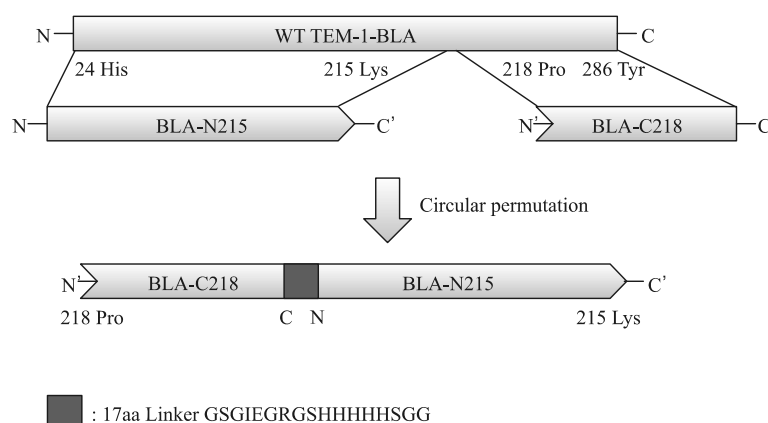 N WT TEM-1-BLA C
24 His 215 Lys 218 Pro 286 Tyr
N BLA-N215 C' N' BLA-C218 C
Circular permutation
N' BLA-C218 BLA-N215 C'
218 Pro C N 215 Lys
: 17aa Linker GSGIEGRGSHHHHHSGG